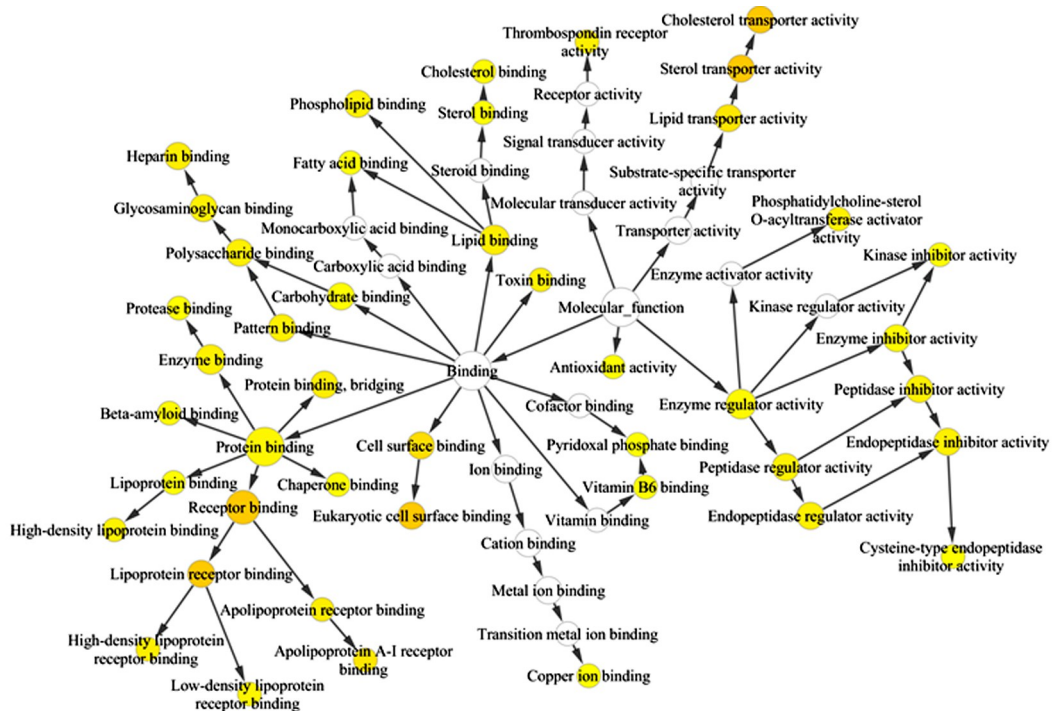 Cholesterol transporter activity
Thrombospondin receptor
activity
Sterol transporter activity
Cholesterol binding
Phospholipid binding
Sterol binding
Receptor activity
Lipid transporter activity
Signal transducer activity
Heparin binding
Fatty acid binding
Steroid binding
Substrate-specific transporter
activity
Glycosaminoglycan binding
Molecular transducer activity
Phosphatidylcholine-sterol
O-acyltransferase activator
activity
Monocarboxylic acid binding
Lipid binding
Transporter activity
Polysaccharide binding
Kinase inhibitor activity
Carboxylic acid binding
Toxin binding
Enzyme activator activity
Carbohydrate binding
Protease binding
Molecular_function
Kinase regulator activity
Pattern binding
Enzyme inhibitor activity
Enzyme binding
Binding
Antioxidant activity
Protein binding, bridging
Peptidase inhibitor activity
Cofactor binding
Enzyme regulator activity
Beta-amyloid binding
Protein binding
Cell surface binding
Pyridoxal phosphate binding
Endopeptidase inhibitor activity
Ion binding
Peptidase regulator activity
Lipoprotein binding
Chaperone binding
Vitamin B6 binding
Receptor binding
Eukaryotic cell surface binding
Vitamin binding
Endopeptidase regulator activity
High-density lipoprotein binding
Cation binding
Cysteine-type endopeptidase
inhibitor activity
Lipoprotein receptor binding
Metal ion binding
Apolipoprotein receptor binding
Transition metal ion binding
High-density lipoprotein
receptor binding
Apolipoprotein A-I receptor
binding
Copper ion binding
Low-density lipoprotein
receptor binding